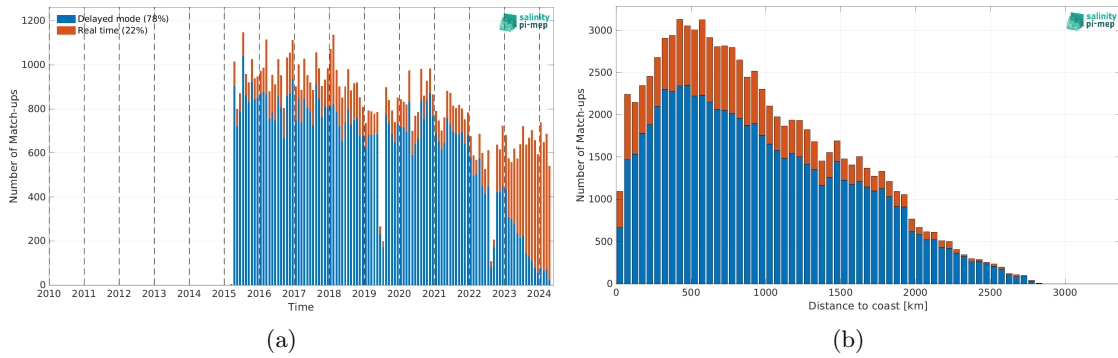 Delayed mode (78%)
Real time (22%)
salinity
pi-mep
Number of Match-ups
1200
1000
800
600
400
200
0
2010 2011 2012 2013 2014 2015 2016 2017 2018 2019 2020 2021 2022 2023 2024
Time
(a)
salinity
pi-mep
Number of Match-ups
3000
2500
2000
1500
1000
500
0
0 500 1000 1500 2000 2500 3000
Distance to coast [km]
(b)